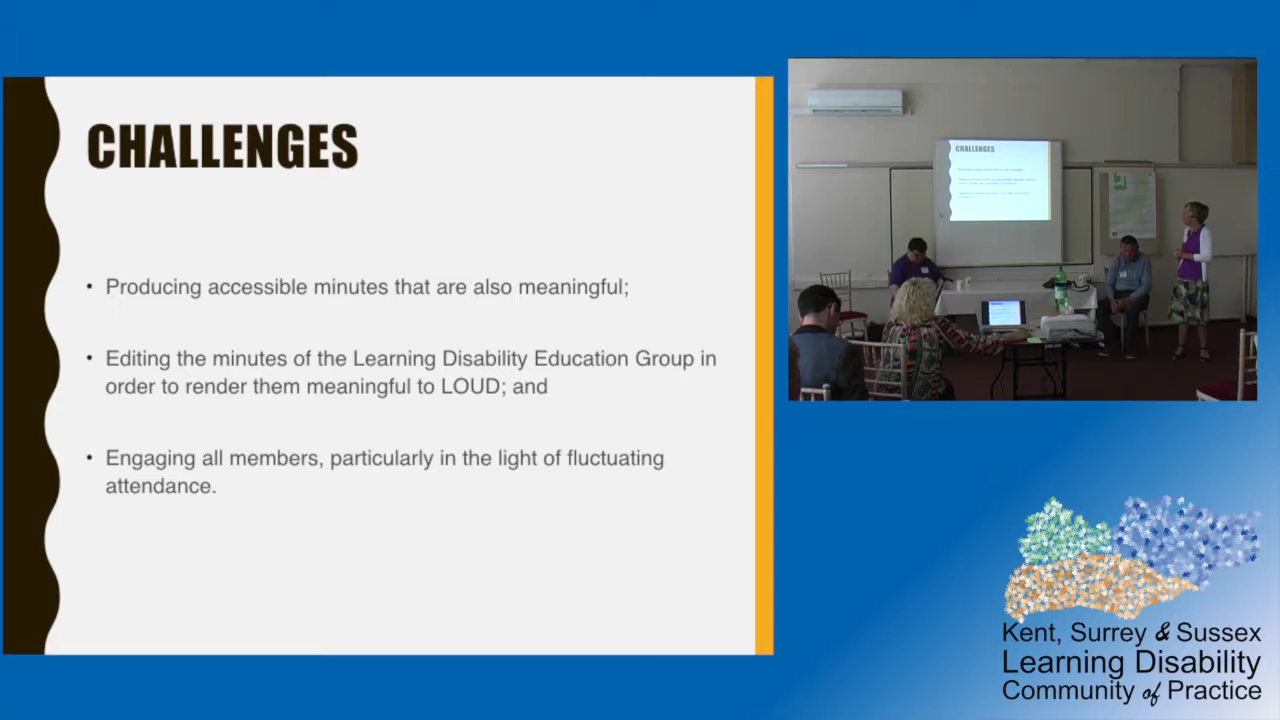 CHALLENGES
• Producing accessible minutes that are also meaningful;
• Editing the minutes of the Learning Disability Education Group in
order to render them meaningful to LOUD; and
• Engaging all members, particularly in the light of fluctuating
attendance.
CHALLENGES
Kent, Surrey & Sussex
Learning Disability
Community of Practice